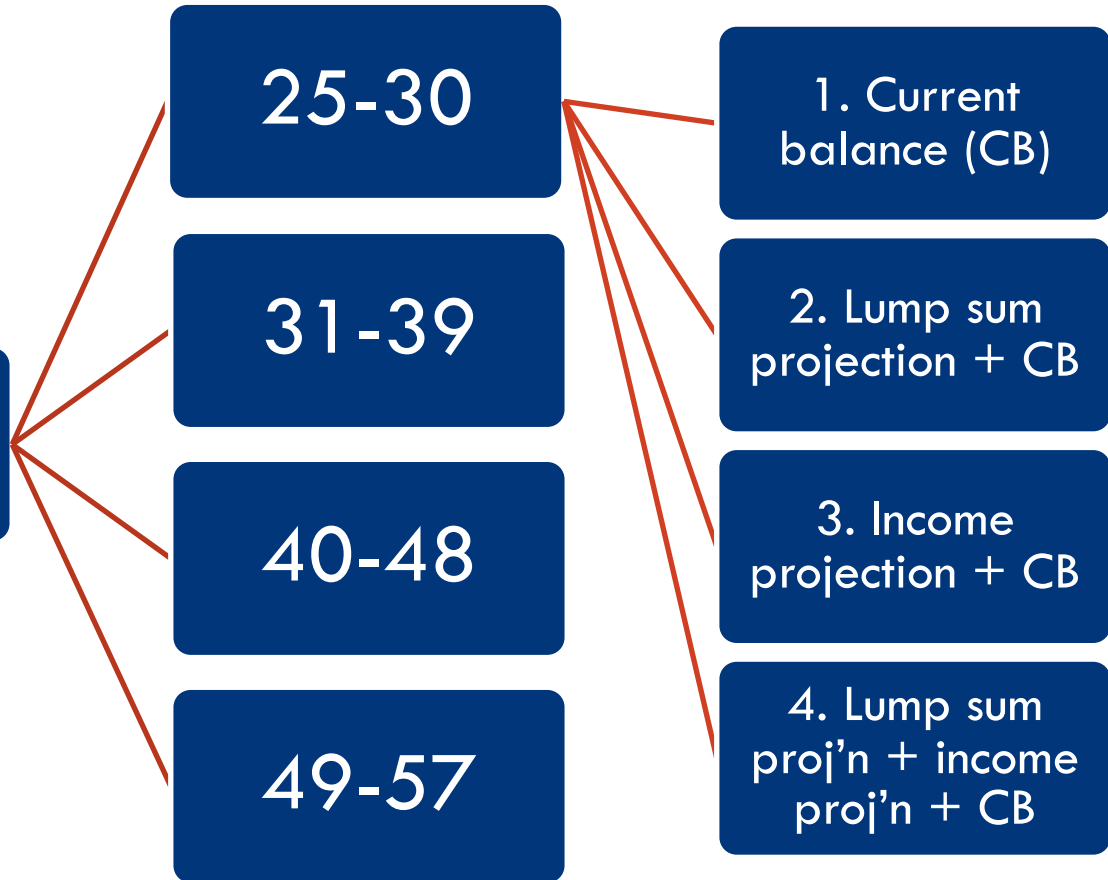 25-30
31-39
40-48
49-57
1. Current
balance (CB)
2. Lump sum
projection + CB
3. Income
projection + CB
4. Lump sum
proj’n + income
proj’n + CB